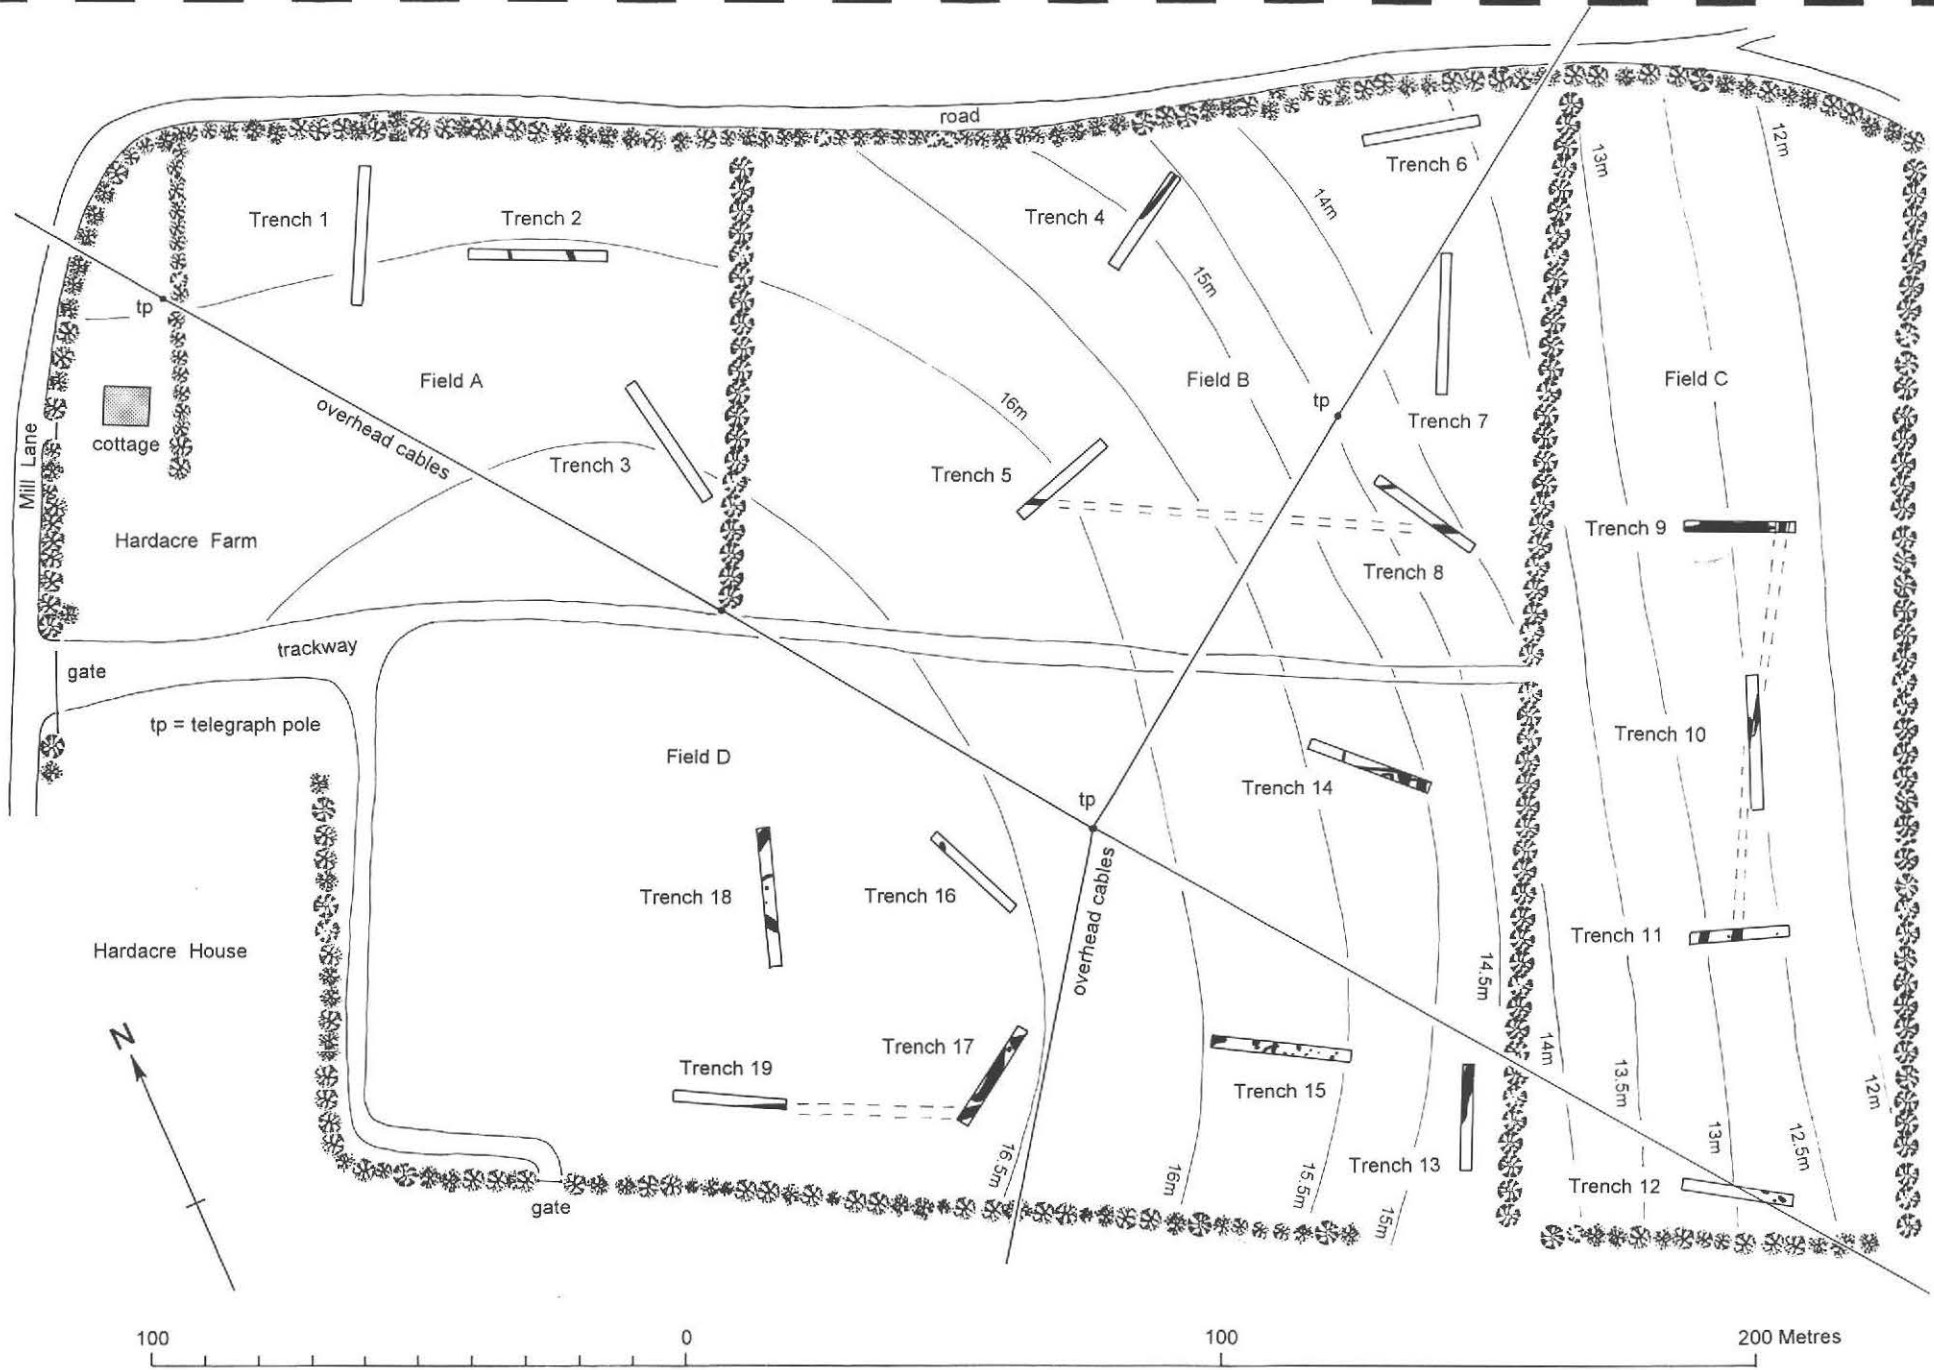 road
12m
Trench 6
13m
Trench 1
Trench 2
Trench 4
14m
15m
tp
Field A
Field B
Field C
tp
16m
overhead cables
Trench 7
cottage
Mill Lane
Trench 3
Trench 5
Trench 9
Hardacre Farm
Trench 8
trackway
gate
tp = telegraph pole
Trench 10
Field D
Trench 14
tp
overhead cables
Trench 18
Trench 16
Trench 11
Hardacre House
14.5m
N
Trench 17
14m
Trench 19
13.5m
Trench 15
12m
13m
12.5m
16.5m
16m
15.5m
Trench 13
Trench 12
15m
gate
100
0
100
200 Metres